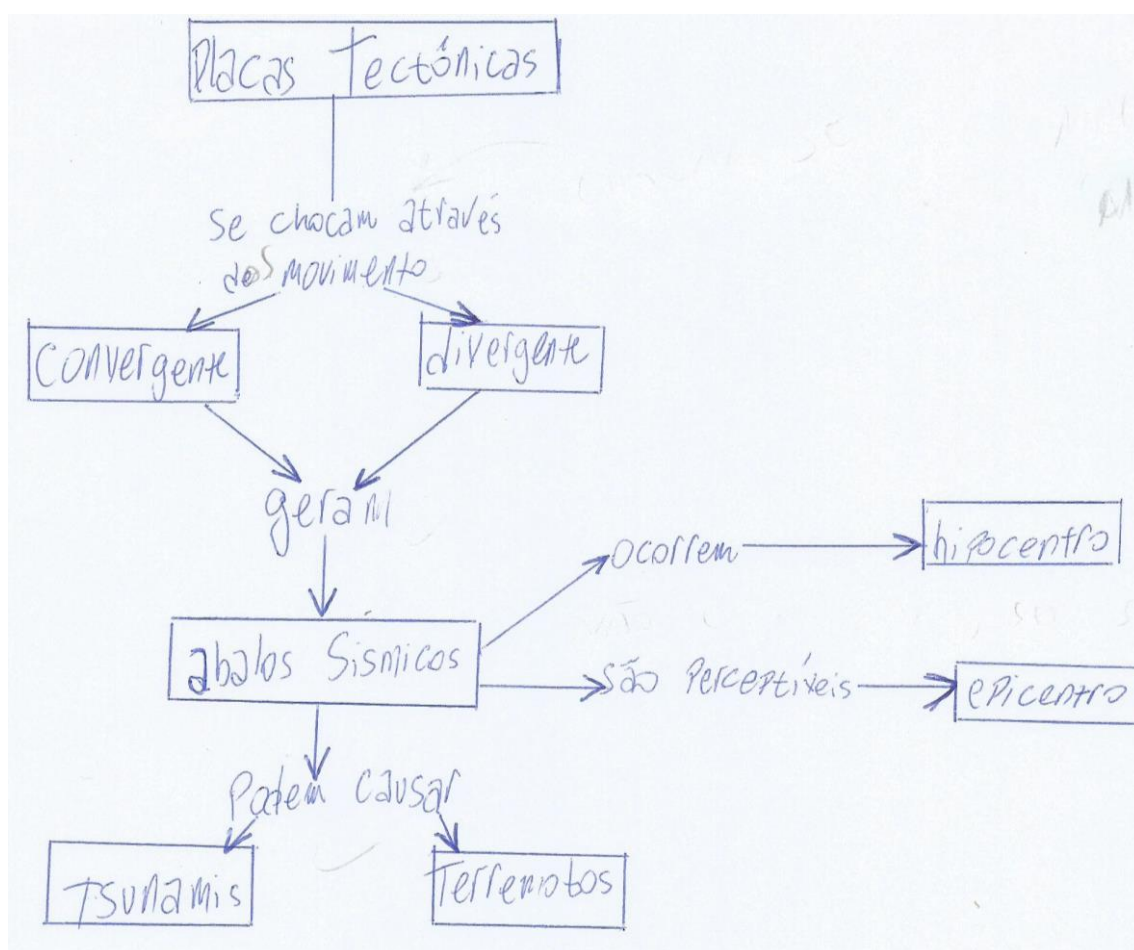 Placas Tectônicas
Se chocam através
dos movimento
Convergente
divergente
geram
ocorrem
hipocentro
abalos Sísmicos
São Perceptíveis
epicentro
Podem causar
Tsunamis
Terremotos